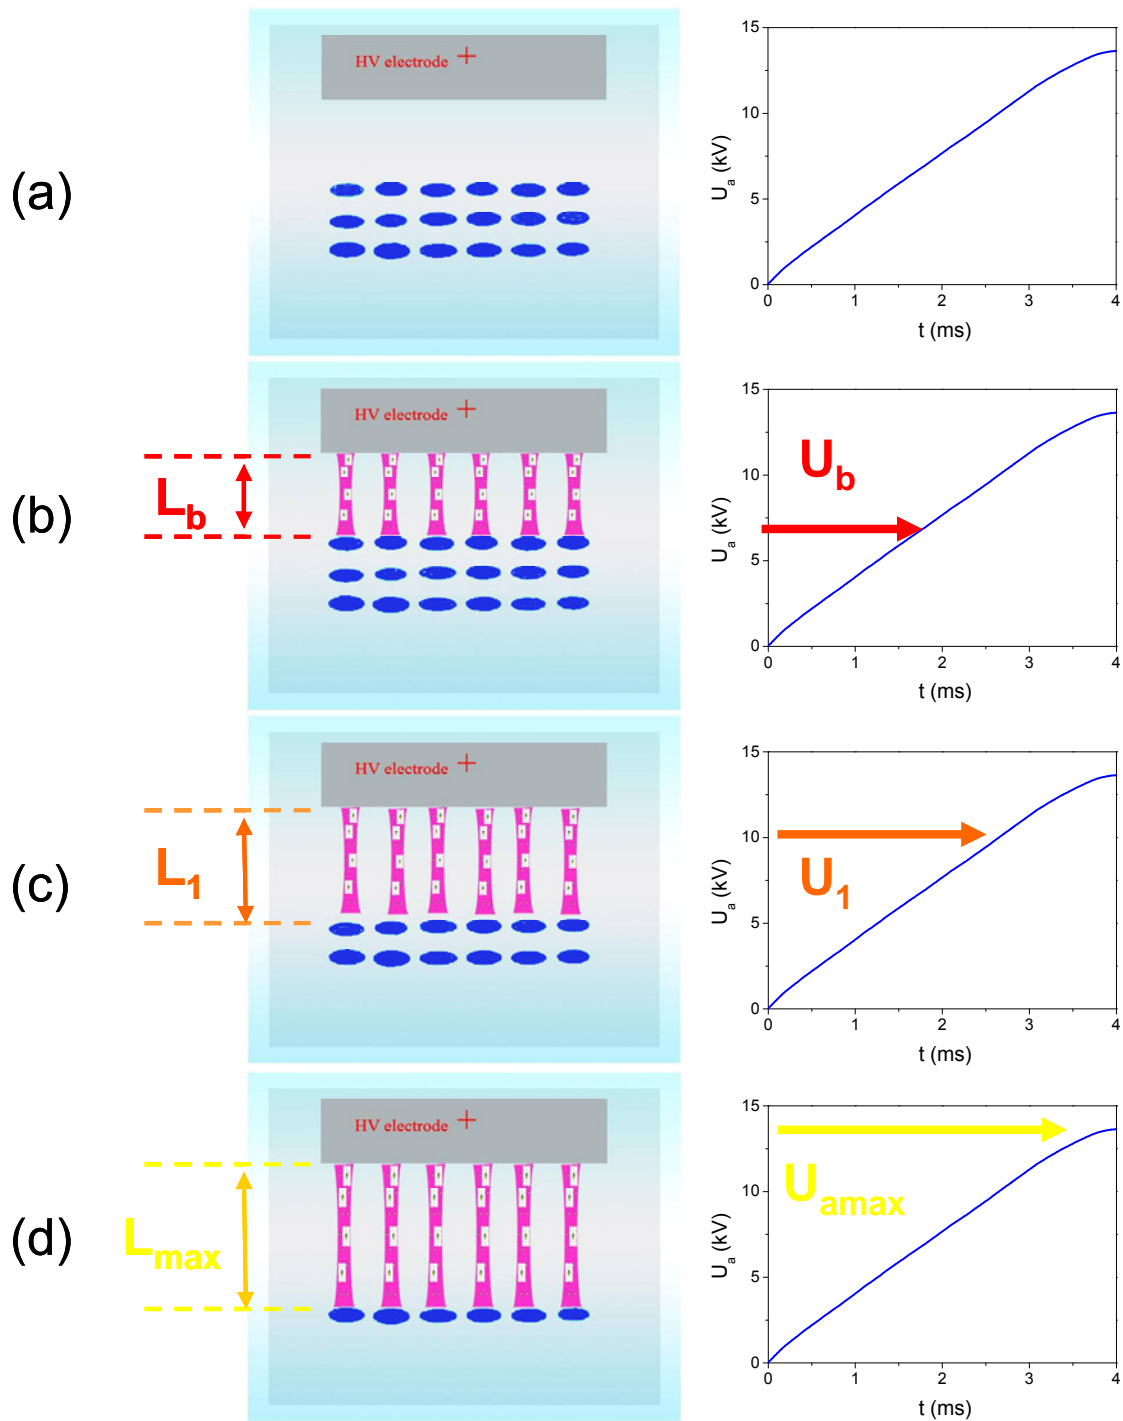 (a)
HV electrode +
15
10
5
0
U_a (kV)
0 1 2 3 4
t (ms)
(b)
L_b
HV electrode +
15
10
5
0
U_a (kV)
U_b
0 1 2 3 4
t (ms)
(c)
L_1
HV electrode +
15
10
5
0
U_a (kV)
U_1
0 1 2 3 4
t (ms)
(d)
L_max
HV electrode +
15
10
5
0
U_a (kV)
U_amax
0 1 2 3 4
t (ms)